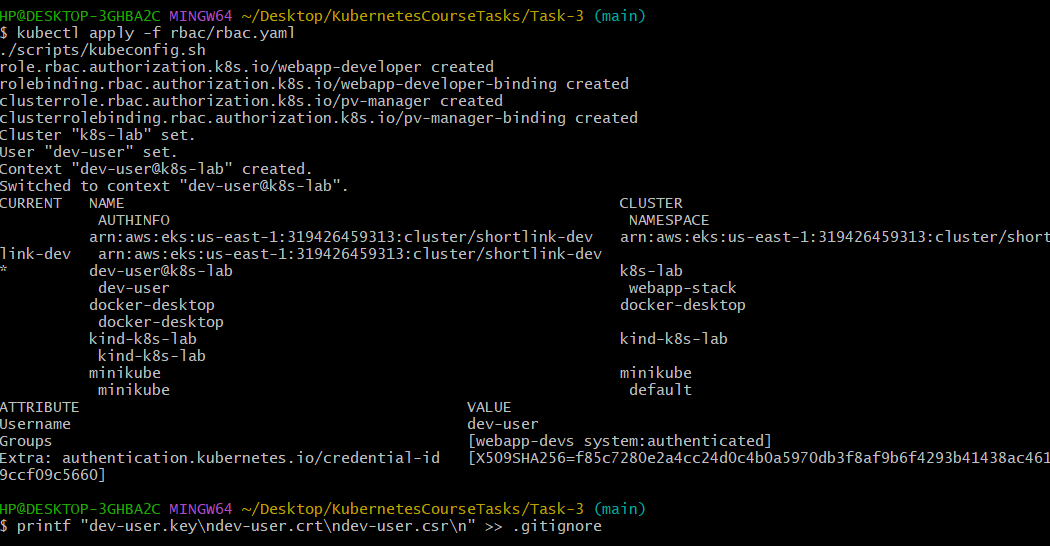 HP@DESKTOP-3GHBA2C MINGW64 ~/Desktop/KubernetesCourseTasks/Task-3 (main)
$ kubectl apply -f rbac/rbac.yaml
./scripts/kubeconfig.sh
role.rbac.authorization.k8s.io/webapp-developer created
rolebinding.rbac.authorization.k8s.io/webapp-developer-binding created
clusterrole.rbac.authorization.k8s.io/pv-manager created
clusterrolebinding.rbac.authorization.k8s.io/pv-manager-binding created
Cluster "k8s-lab" set.
User "dev-user" set.
Context "dev-user@k8s-lab" created.
Switched to context "dev-user@k8s-lab".
CURRENT   NAME                                                        CLUSTER
           AUTHINFO                                                    NAMESPACE
          arn:aws:eks:us-east-1:319426459313:cluster/shortlink-dev   arn:aws:eks:us-east-1:319426459313:cluster/short
link-dev   arn:aws:eks:us-east-1:319426459313:cluster/shortlink-dev
*         dev-user@k8s-lab                                            k8s-lab
           dev-user                                                    webapp-stack
          docker-desktop                                              docker-desktop
           docker-desktop
          kind-k8s-lab                                                kind-k8s-lab
           kind-k8s-lab
          minikube                                                    minikube
           minikube                                                    default
ATTRIBUTE                                           VALUE
Username                                            dev-user
Groups                                              [webapp-devs system:authenticated]
Extra: authentication.kubernetes.io/credential-id   [X509SHA256=f85c7280e2a4cc24d0c4b0a5970db3f8af9b6f4293b41438ac461
9ccf09c5660]
HP@DESKTOP-3GHBA2C MINGW64 ~/Desktop/KubernetesCourseTasks/Task-3 (main)
$ printf "dev-user.key\ndev-user.crt\ndev-user.csr\n" >> .gitignore